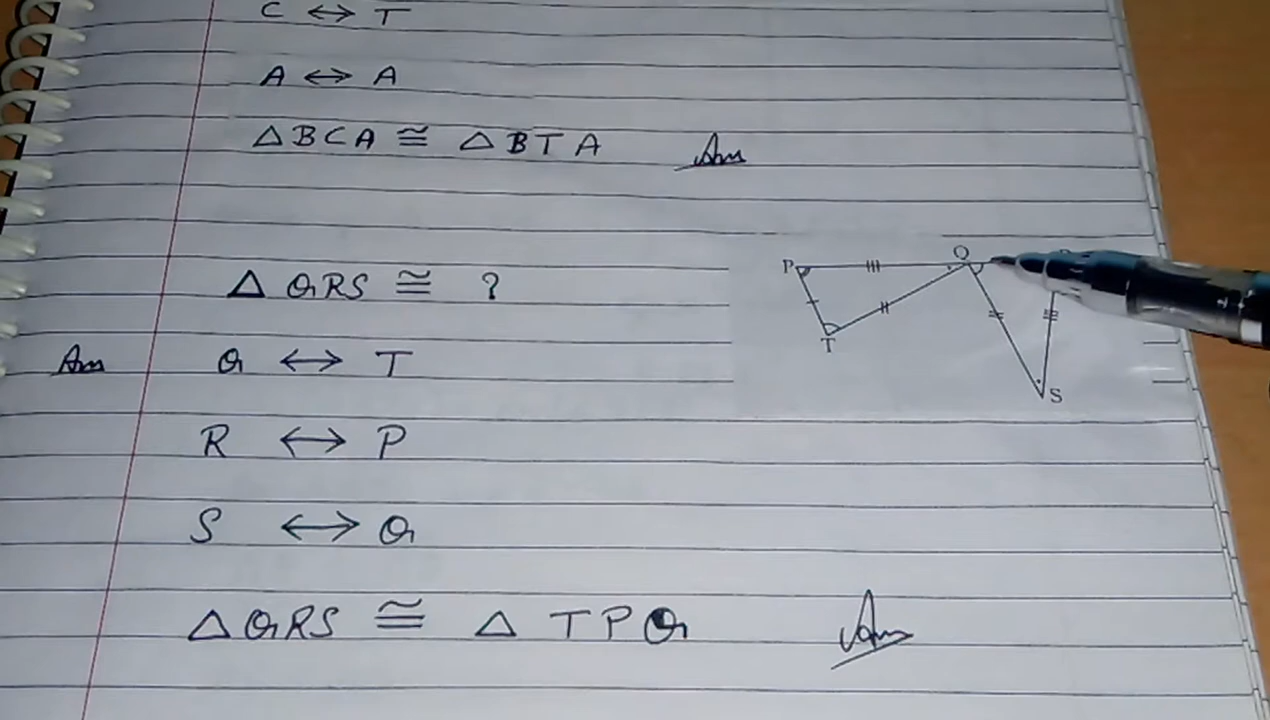 C ↔ T
A ↔ A
△BCA ≅ △BTA Ans
△QRS ≅ ?
Ans Q ↔ T
R ↔ P
S ↔ Q
△QRS ≅ △TPQ Ans
P Q
T
S